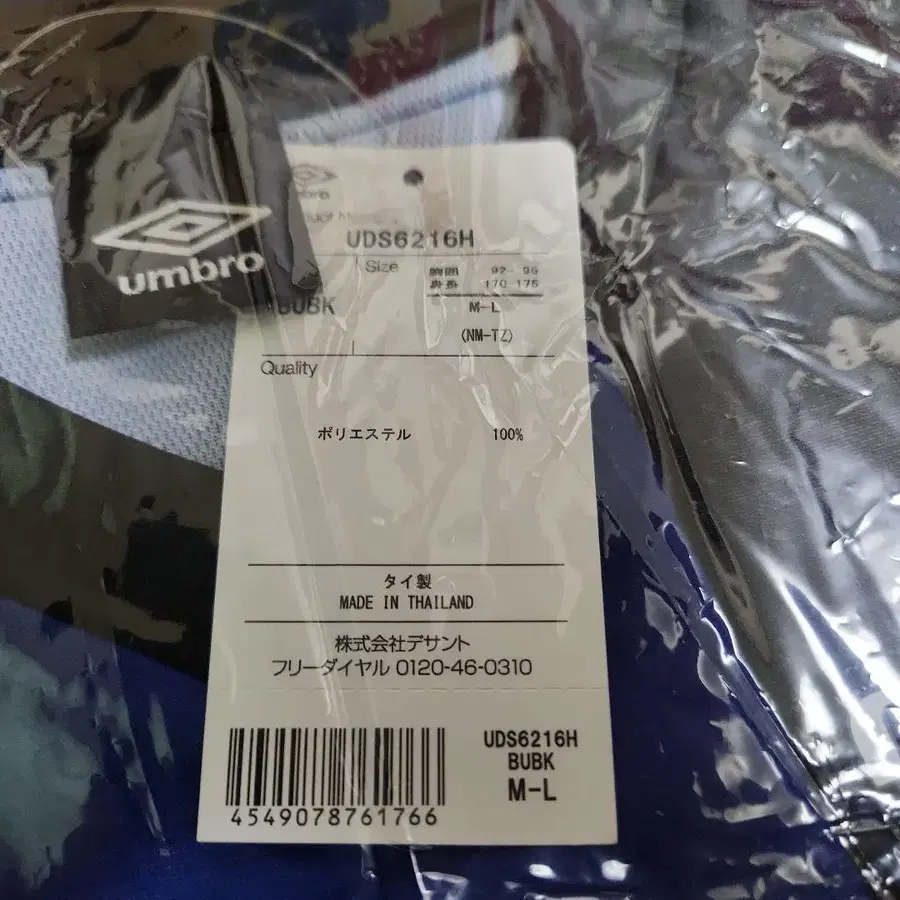 umbro
UDS6216H
Size
胸囲 92-96
身長 170-175
BUBK
M-L
(NM-TZ)
Quality
ポリエステル 100%
タイ製
MADE IN THAILAND
株式会社デサント
フリーダイヤル 0120-46-0310
4549078761766
UDS6216H
BUBK
M-L